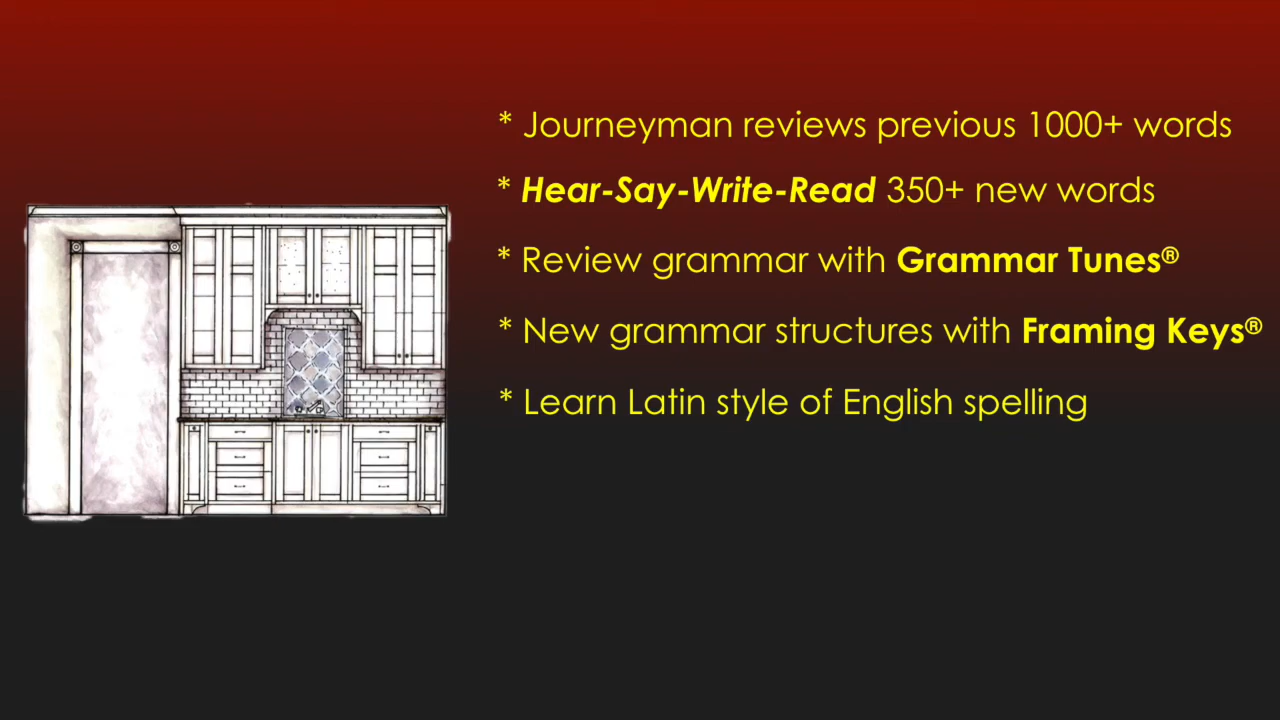 * Journeyman reviews previous 1000+ words
* Hear-Say-Write-Read 350+ new words
* Review grammar with Grammar Tunes®
* New grammar structures with Framing Keys®
* Learn Latin style of English spelling